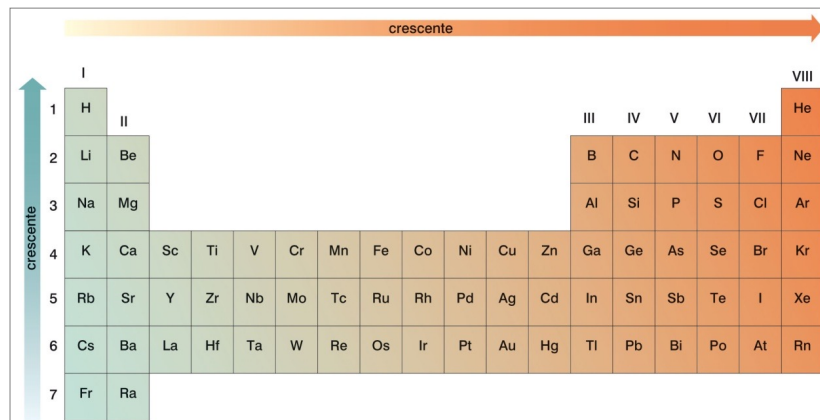 crescente
I VIII
1 H He
II III IV V VI VII
2 Li Be B C N O F Ne
3 Na Mg Al Si P S Cl Ar
4 K Ca Sc Ti V Cr Mn Fe Co Ni Cu Zn Ga Ge As Se Br Kr
5 Rb Sr Y Zr Nb Mo Tc Ru Rh Pd Ag Cd In Sn Sb Te I Xe
6 Cs Ba La Hf Ta W Re Os Ir Pt Au Hg Tl Pb Bi Po At Rn
7 Fr Ra
crescente